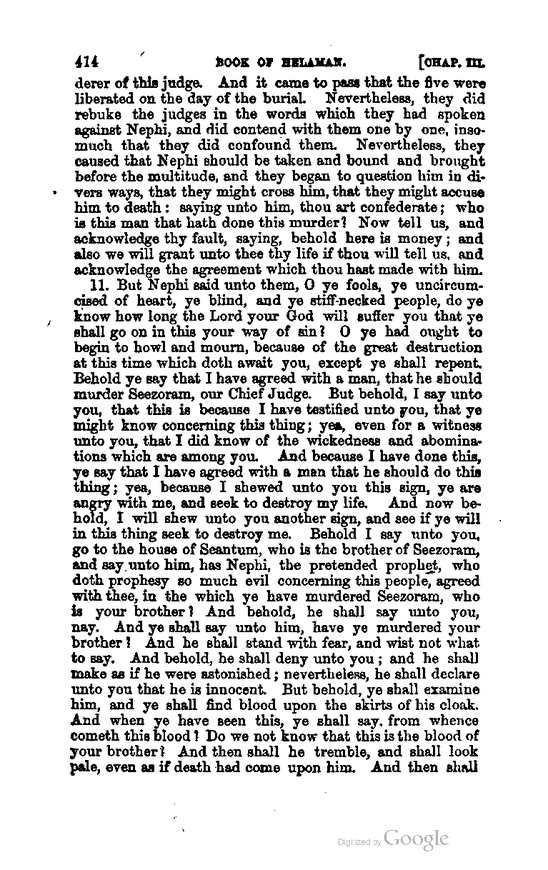 414 BOOK OF HELAMAN. [CHAP. III.
derer of this judge. And it came to pass that the five were
liberated on the day of the burial. Nevertheless, they did
rebuke the judges in the words which they had spoken
against Nephi, and did contend with them one by one, inso-
much that they did confound them. Nevertheless, they
caused that Nephi should be taken and bound and brought
before the multitude, and they began to question him in di-
vers ways, that they might cross him, that they might accuse
him to death: saying unto him, thou art confederate; who
is this man that hath done this murder? Now tell us, and
acknowledge thy fault, saying, behold here is money; and
also we will grant unto thee thy life if thou will tell us, and
acknowledge the agreement which thou hast made with him.
11. But Nephi said unto them, O ye fools, ye uncircum-
cised of heart, ye blind, and ye stiff-necked people, do ye
know how long the Lord your God will suffer you that ye
shall go on in this your way of sin? O ye had ought to
begin to howl and mourn, because of the great destruction
at this time which doth await you, except ye shall repent.
Behold ye say that I have agreed with a man, that he should
murder Seezoram, our Chief Judge. But behold, I say unto
you, that this is because I have testified unto you, that ye
might know concerning this thing; yea, even for a witness
unto you, that I did know of the wickedness and abomina-
tions which are among you. And because I have done this,
ye say that I have agreed with a man that he should do this
thing; yea, because I shewed unto you this sign, ye are
angry with me, and seek to destroy my life. And now be-
hold, I will shew unto you another sign, and see if ye will
in this thing seek to destroy me. Behold I say unto you,
go to the house of Seantum, who is the brother of Seezoram,
and say unto him, has Nephi, the pretended prophet, who
doth prophesy so much evil concerning this people, agreed
with thee, in the which ye have murdered Seezoram, who
is your brother? And behold, he shall say unto you,
nay. And ye shall say unto him, have ye murdered your
brother? And he shall stand with fear, and wist not what
to say. And behold, he shall deny unto you; and he shall
make as if he were astonished; nevertheless, he shall declare
unto you that he is innocent. But behold, ye shall examine
him, and ye shall find blood upon the skirts of his cloak.
And when ye have seen this, ye shall say, from whence
cometh this blood? Do we not know that this is the blood of
your brother? And then shall he tremble, and shall look
pale, even as if death had come upon him. And then shall
Digitized by Google